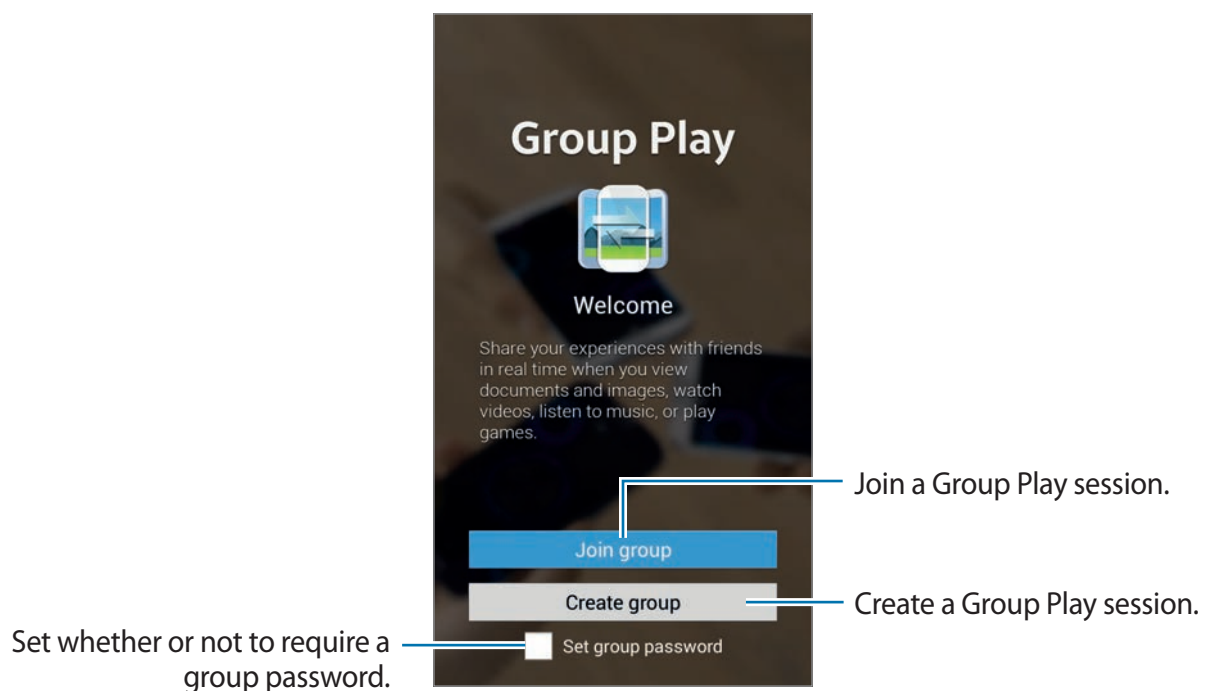 Group Play
Welcome
Share your experiences with friends
in real time when you view
documents and images, watch
videos, listen to music, or play
games.
Join a Group Play session.
Join group
Create group
Create a Group Play session.
Set whether or not to require a
group password.
Set group password